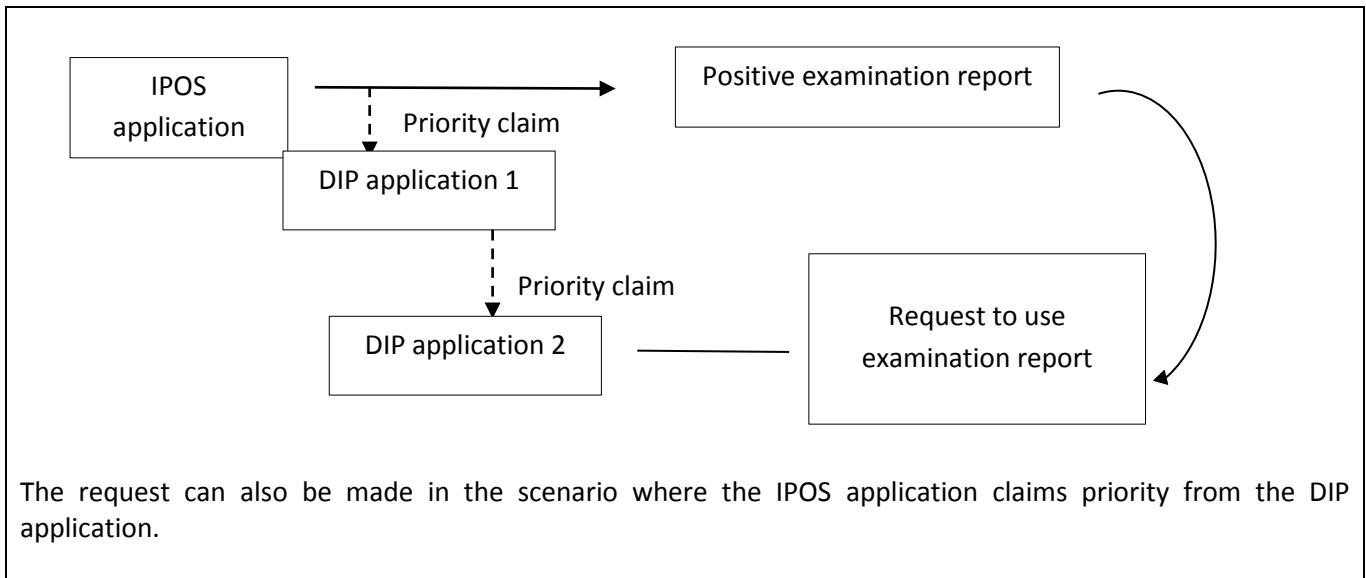 IPOS
application
Positive examination report
Priority claim
DIP application 1
Priority claim
DIP application 2
Request to use
examination report
The request can also be made in the scenario where the IPOS application claims priority from the DIP
application.